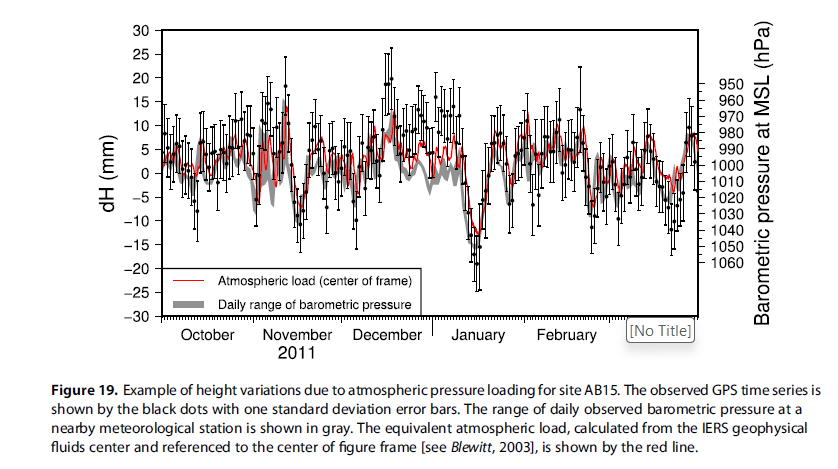 30
25
20
15
10
5
0
−5
−10
−15
−20
−25
−30
dH (mm)
950
960
970
980
990
1000
1010
1020
1030
1040
1050
1060
Barometric pressure at MSL (hPa)
Atmospheric load (center of frame)
Daily range of barometric pressure
October November December January February
2011
[No Title]
Figure 19. Example of height variations due to atmospheric pressure loading for site AB15. The observed GPS time series is
shown by the black dots with one standard deviation error bars. The range of daily observed barometric pressure at a
nearby meteorological station is shown in gray. The equivalent atmospheric load, calculated from the IERS geophysical
fluids center and referenced to the center of figure frame [see Blewitt, 2003], is shown by the red line.